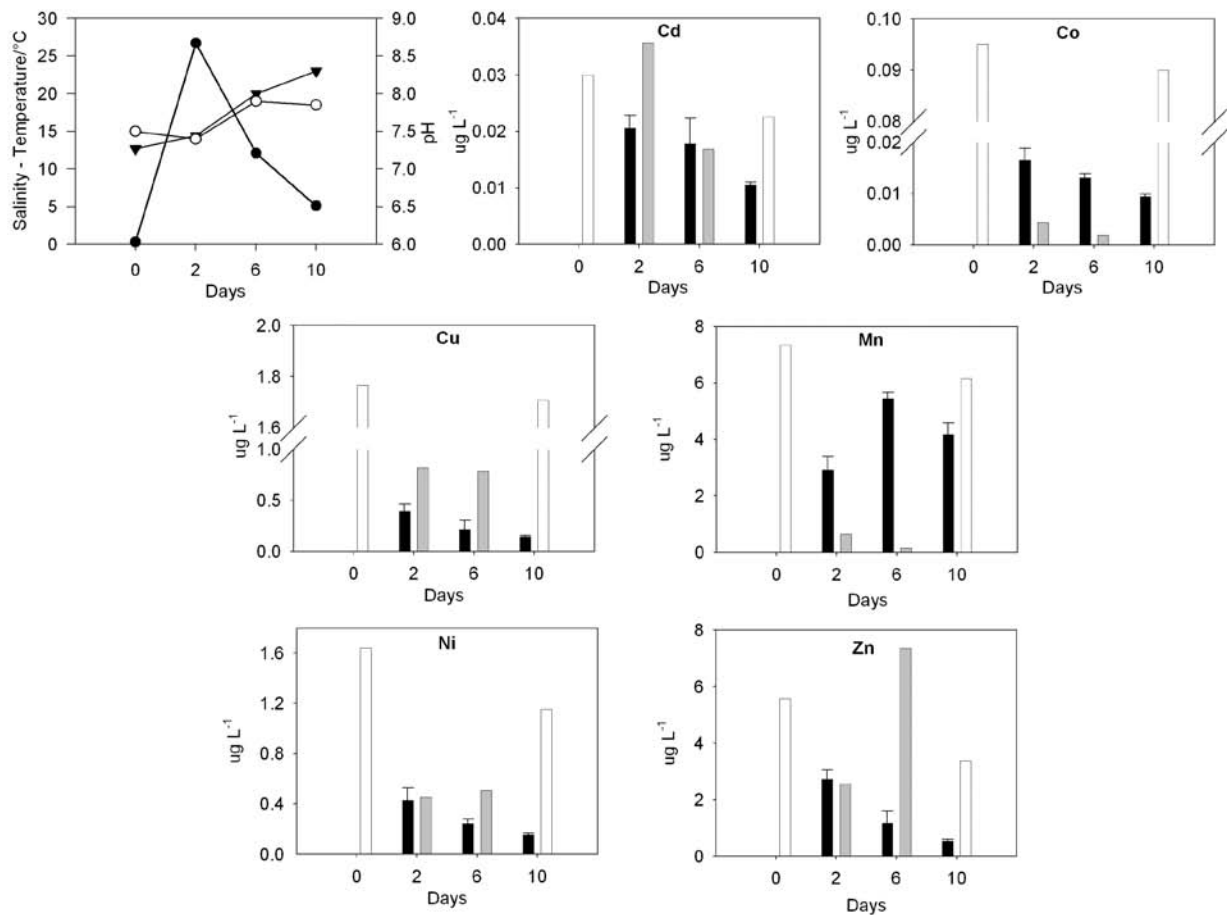 Salinity - Temperature/°C
30
25
20
15
10
5
0
9.0
8.5
8.0
7.5
7.0
6.5
6.0
pH
0 2 6 10
Days
Cd
ug L-1
0.04
0.03
0.02
0.01
0.00
0 2 6 10
Days
Co
ug L-1
0.10
0.09
0.08
0.02
0.01
0.00
0 2 6 10
Days
Cu
ug L-1
2.0
1.8
1.6
1.0
0.5
0.0
0 2 6 10
Days
Mn
ug L-1
8
6
4
2
0
0 2 6 10
Days
Ni
ug L-1
1.6
1.2
0.8
0.4
0.0
0 2 6 10
Days
Zn
ug L-1
8
6
4
2
0
0 2 6 10
Days